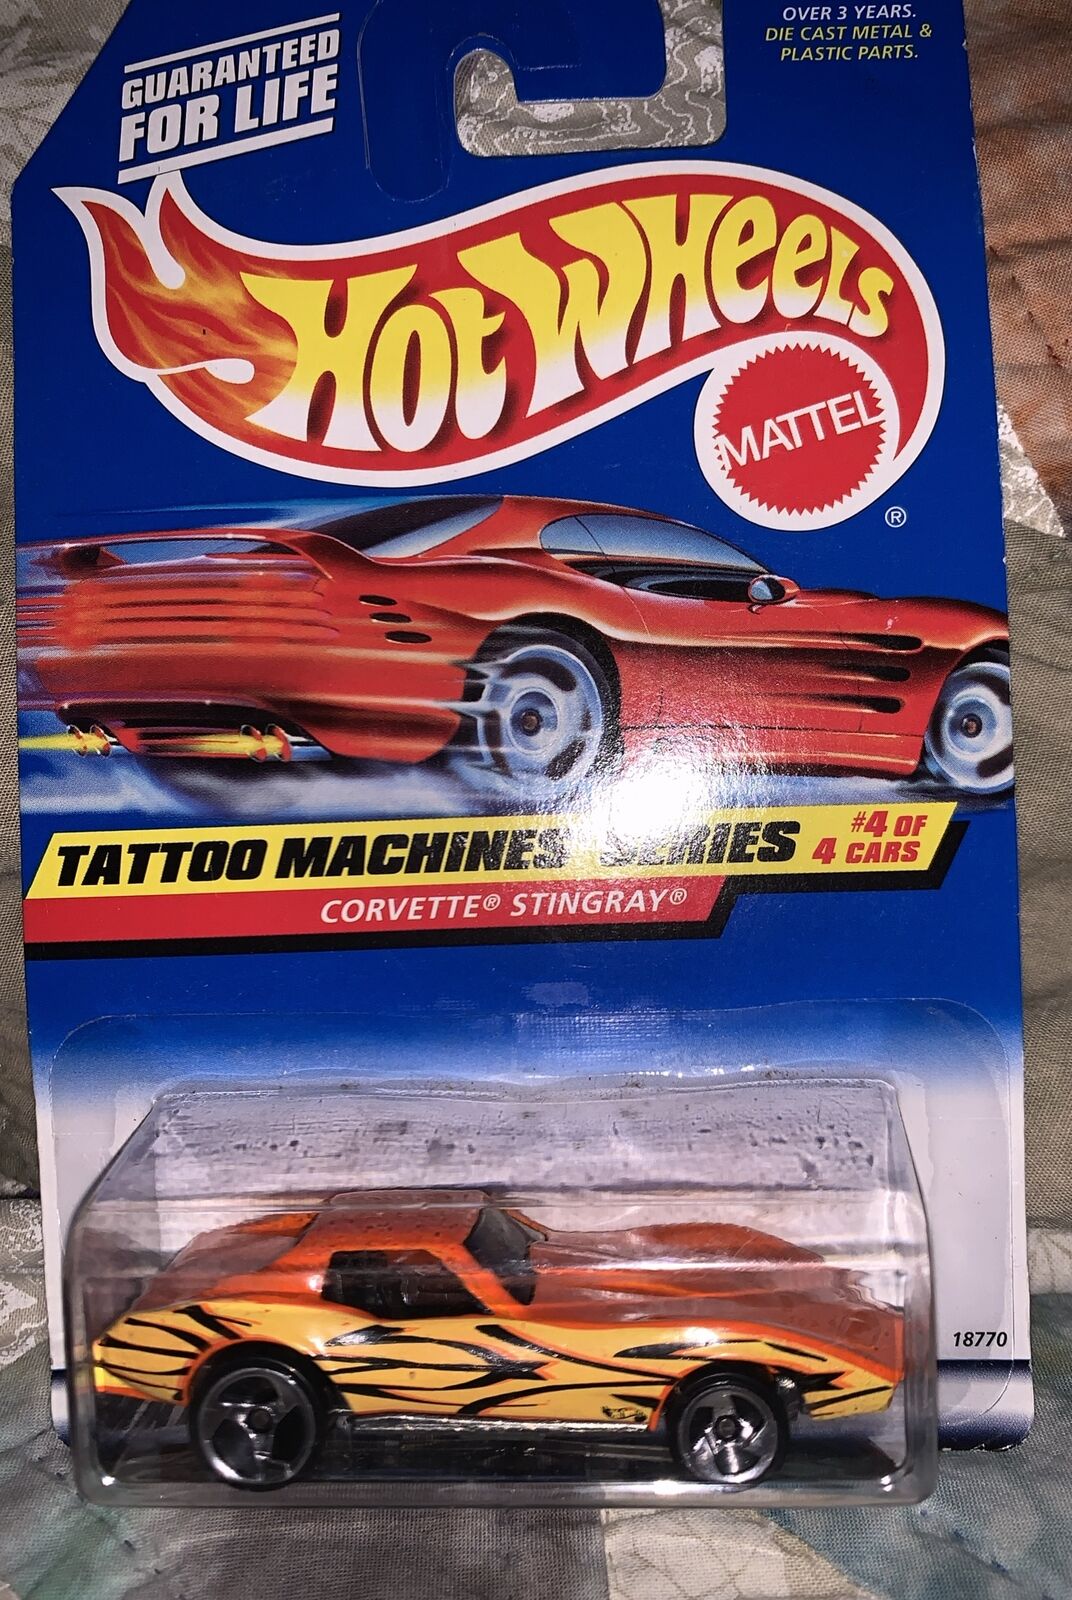 OVER 3 YEARS.
DIE CAST METAL &
PLASTIC PARTS.
GUARANTEED
FOR LIFE
HOT WHEELS
MATTEL
®
TATTOO MACHINES SERIES
#4 OF
4 CARS
CORVETTE® STINGRAY®
18770